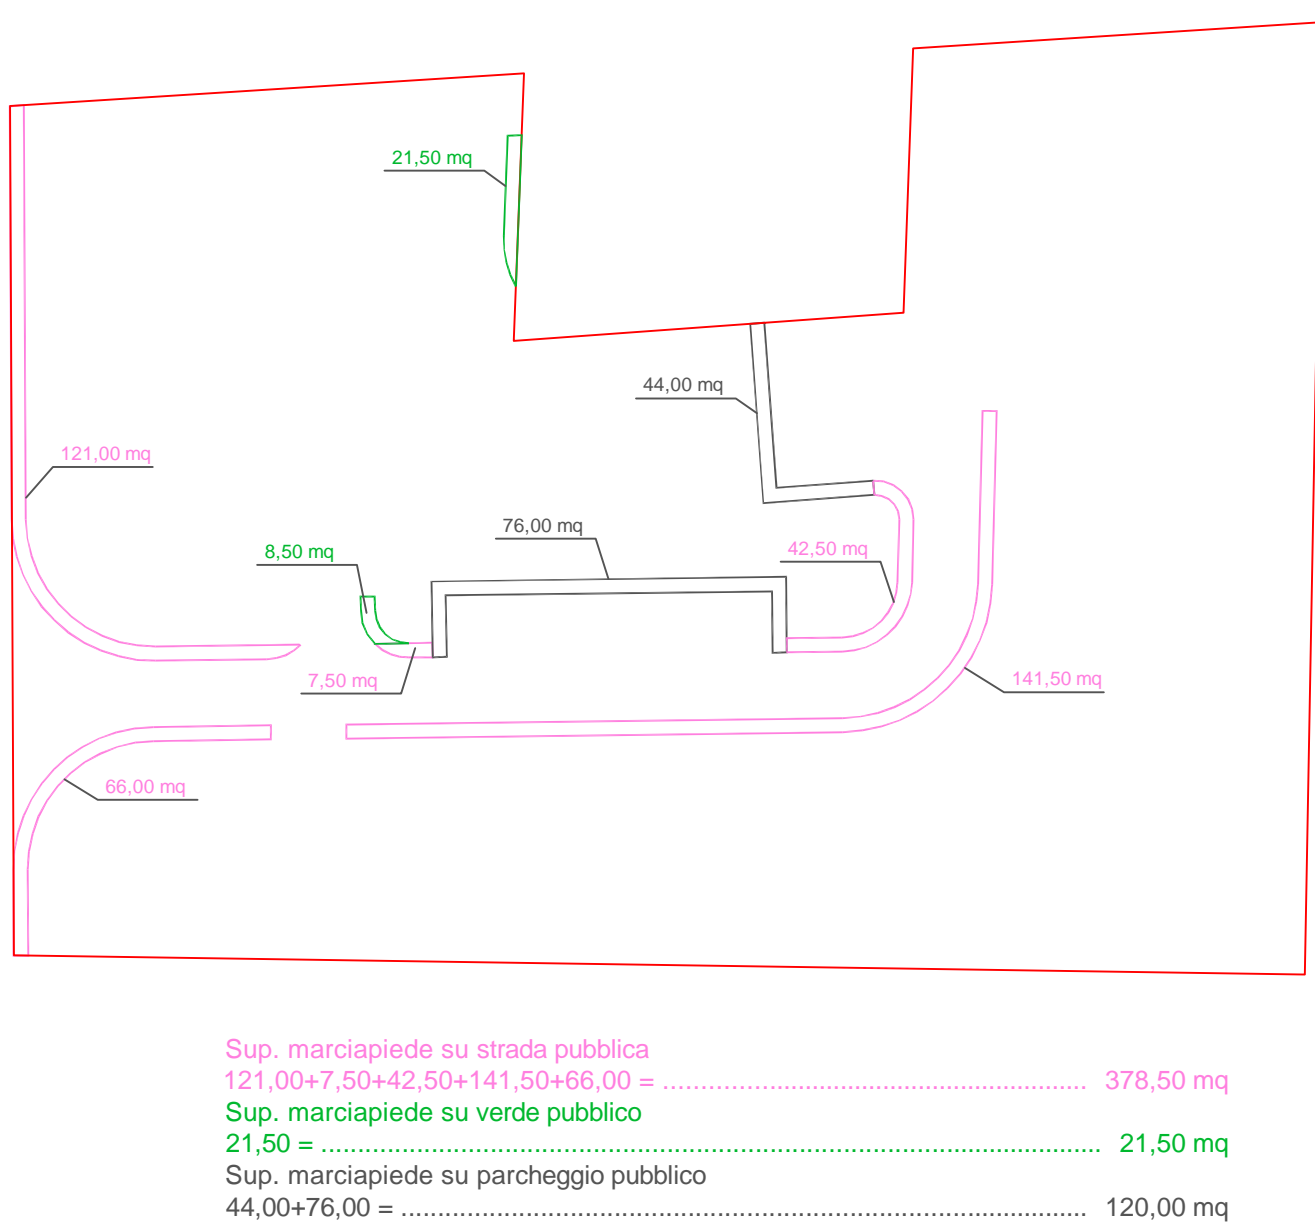 21,50 mq
44,00 mq
121,00 mq
76,00 mq
8,50 mq
42,50 mq
7,50 mq
141,50 mq
66,00 mq
Sup. marciapiede su strada pubblica
121,00+7,50+42,50+141,50+66,00 = ....................................................... 378,50 mq
Sup. marciapiede su verde pubblico
21,50 = ......................................................................................................... 21,50 mq
Sup. marciapiede su parcheggio pubblico
44,00+76,00 = ............................................................................................ 120,00 mq